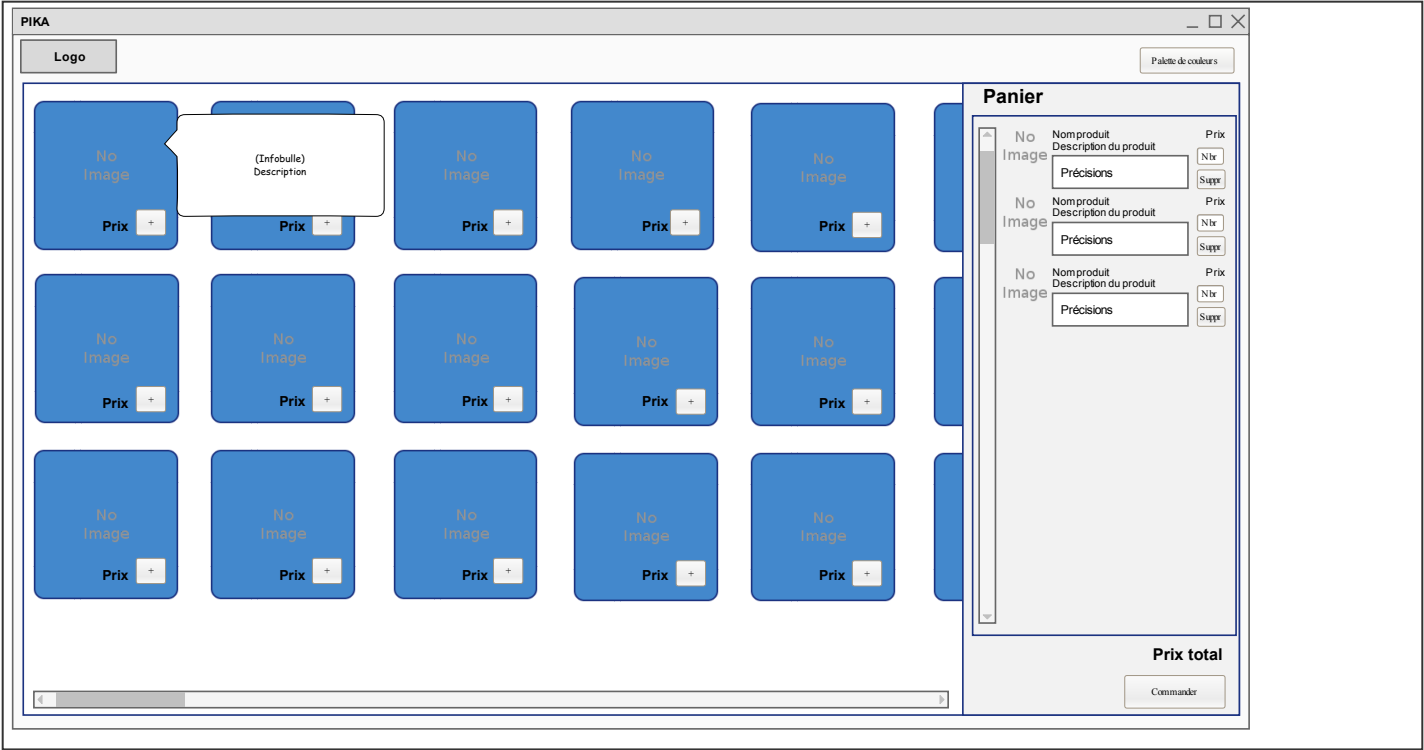 PIKA
Logo
Palette de couleurs
No
Image
Prix +
(Infobulle)
Description
Prix +
No
Image
Prix +
No
Image
Prix +
No
Image
Prix +
No
Image
Prix +
No
Image
Prix +
No
Image
Prix +
No
Image
Prix +
No
Image
Prix +
No
Image
Prix +
No
Image
Prix +
No
Image
Prix +
No
Image
Prix +
No
Image
Prix +
Panier
No
Image
Nom produit
Prix
Description du produit
Nbr
Précisions
Suppr
No
Image
Nom produit
Prix
Description du produit
Nbr
Précisions
Suppr
No
Image
Nom produit
Prix
Description du produit
Nbr
Précisions
Suppr
Prix total
Commander